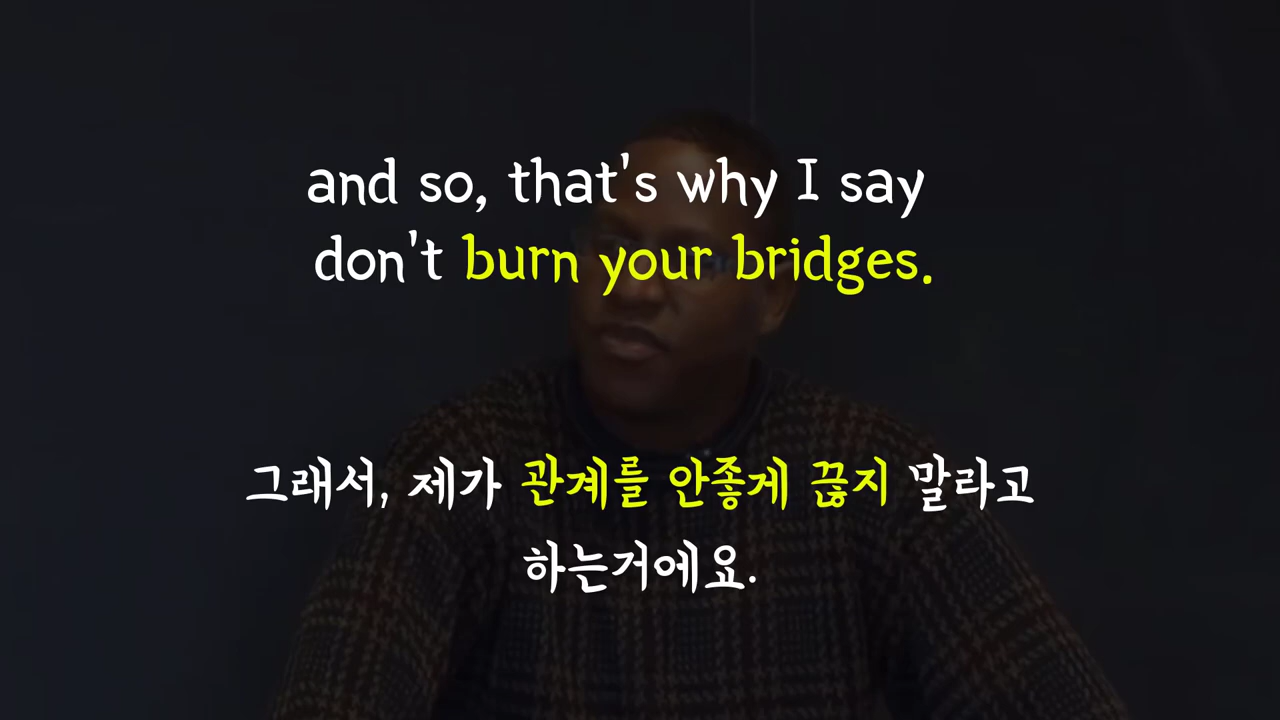 and so, that's why I say
don't burn your bridges.
그래서, 제가 관계를 안좋게 끊지 말라고
하는거에요.